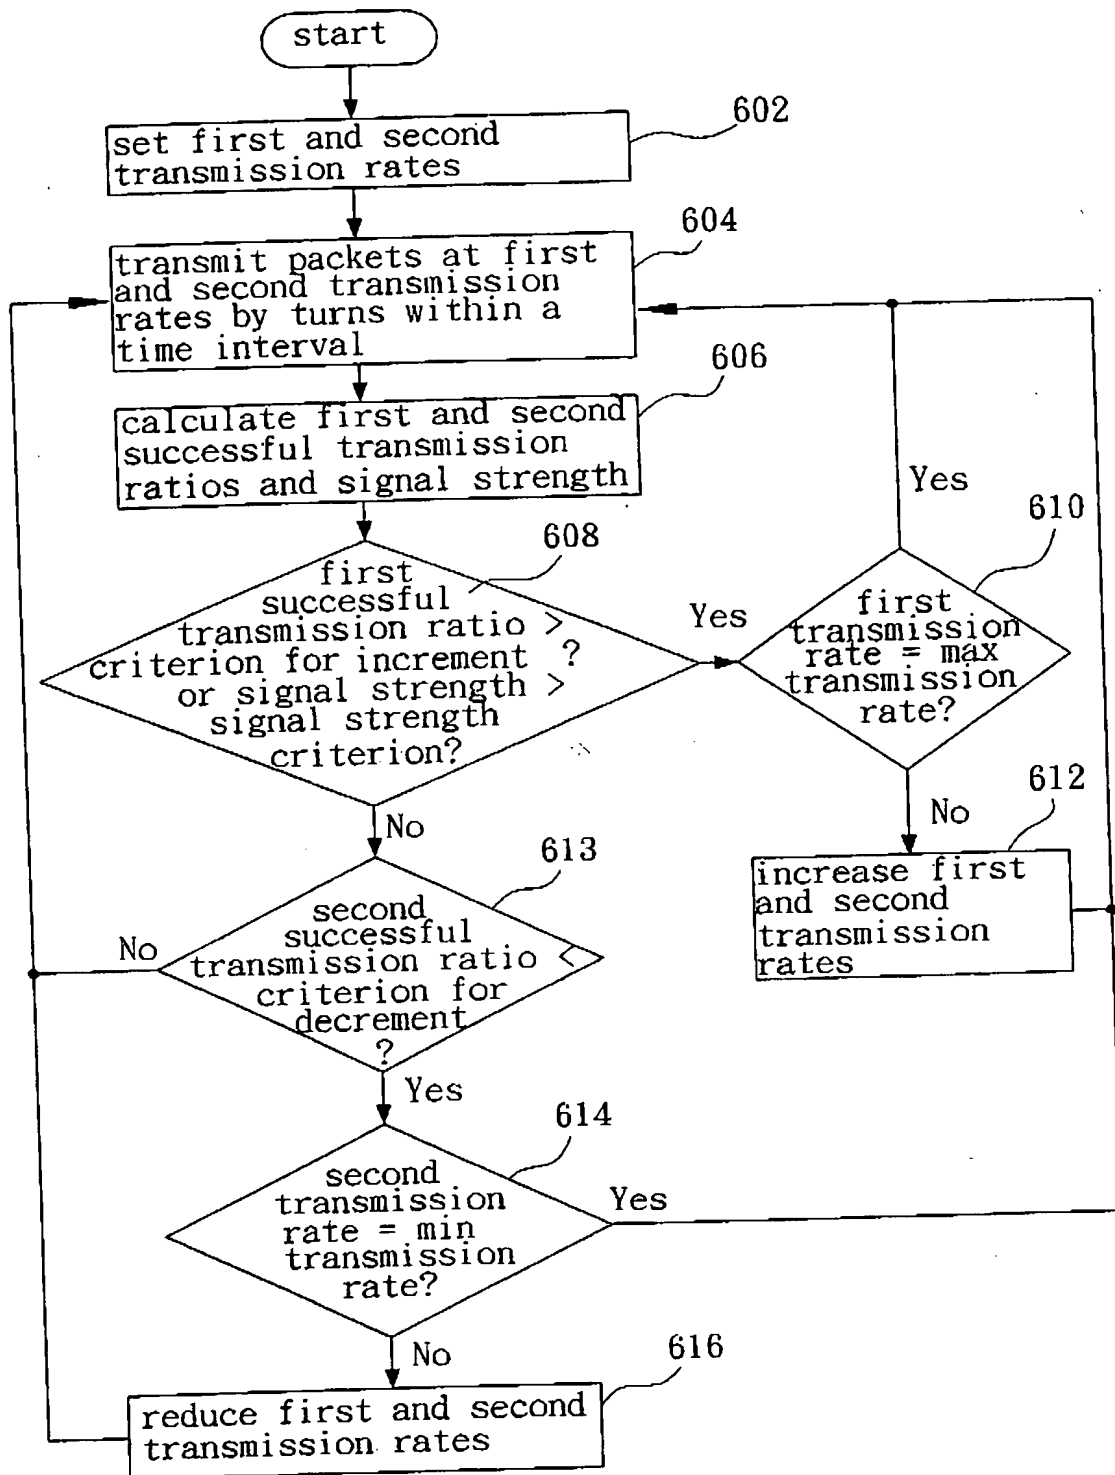 start
602
set first and second
transmission rates
604
transmit packets at first
and second transmission
rates by turns within a
time interval
606
calculate first and second
successful transmission
ratios and signal strength
608
first
successful
transmission ratio >
criterion for increment ?
or signal strength >
signal strength
criterion?
Yes
Yes
610
first
transmission
rate = max
transmission
rate?
No
612
increase first
and second
transmission
rates
No
613
second
successful
transmission ratio <
criterion for
decrement
?
No
Yes
614
second
transmission
rate = min
transmission
rate?
Yes
No
616
reduce first and second
transmission rates